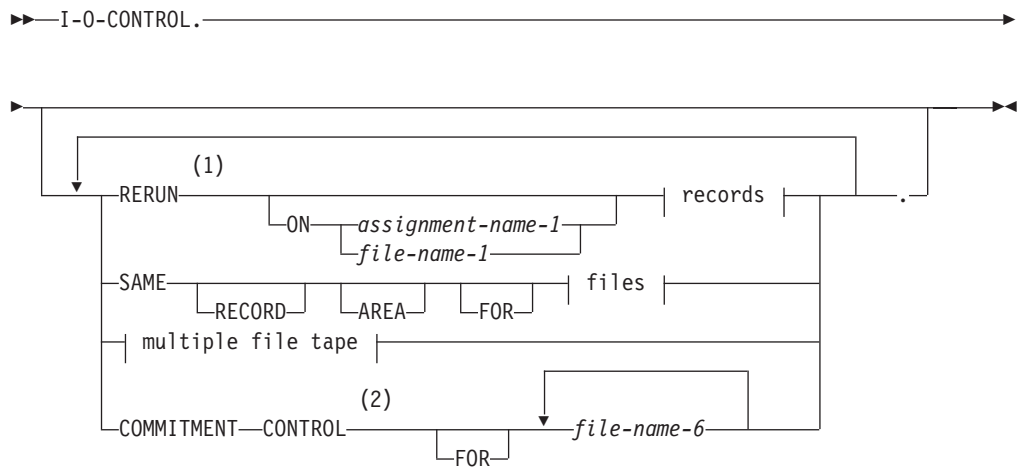 I-O-CONTROL.
(1)
RERUN records .
ON assignment-name-1
file-name-1
SAME files
RECORD AREA FOR
multiple file tape
(2)
COMMITMENT CONTROL file-name-6
FOR